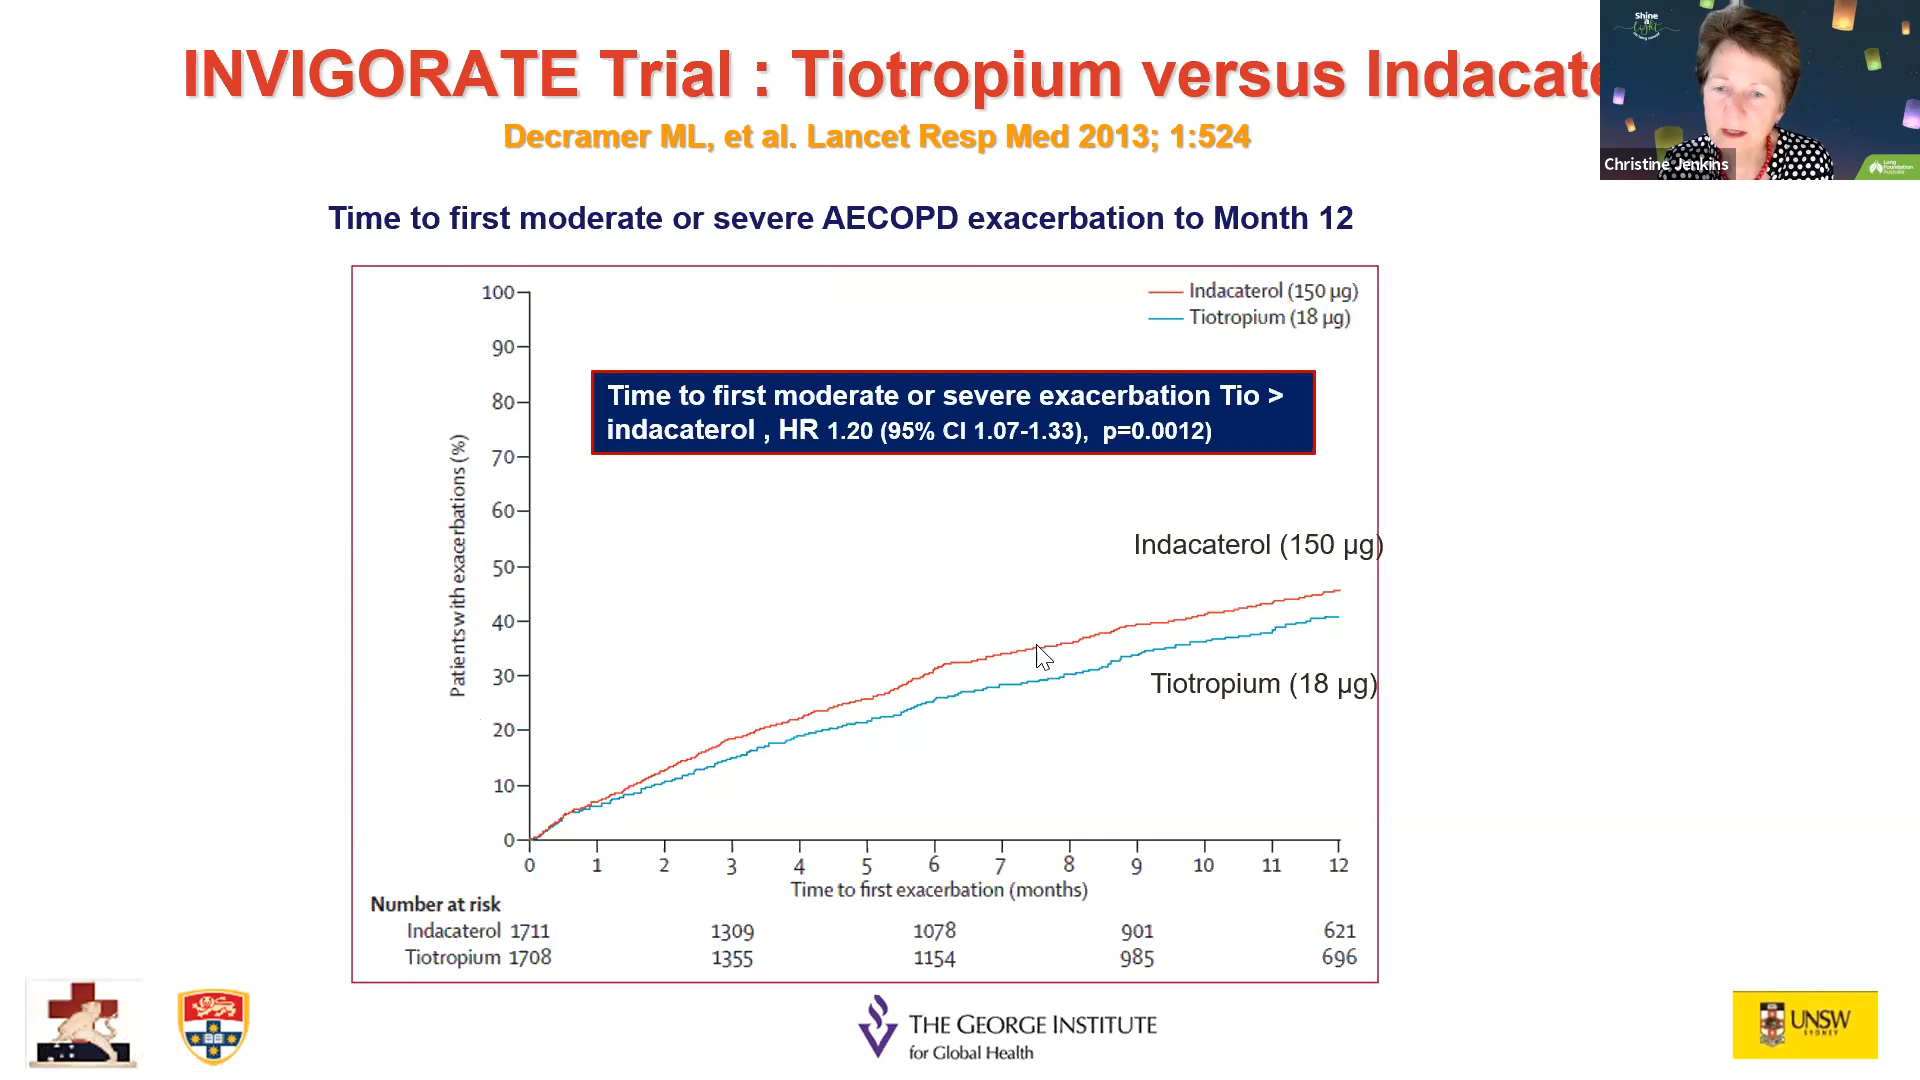 INVIGORATE Trial : Tiotropium versus Indacate
Decramer ML, et al. Lancet Resp Med 2013; 1:524
Shine
a
light
Christine Jenkins
Lung
Foundation
Australia
Time to first moderate or severe AECOPD exacerbation to Month 12
Indacaterol (150 µg)
Tiotropium (18 µg)
Time to first moderate or severe exacerbation Tio >
indacaterol , HR 1.20 (95% CI 1.07-1.33), p=0.0012)
Patients with exacerbations (%)
100
90
80
70
60
50
40
30
20
10
0
Indacaterol (150 µg)
Tiotropium (18 µg)
0 1 2 3 4 5 6 7 8 9 10 11 12
Time to first exacerbation (months)
Number at risk
Indacaterol 1711 1309 1078 901 621
Tiotropium 1708 1355 1154 985 696
THE GEORGE INSTITUTE
for Global Health
UNSW
SYDNEY